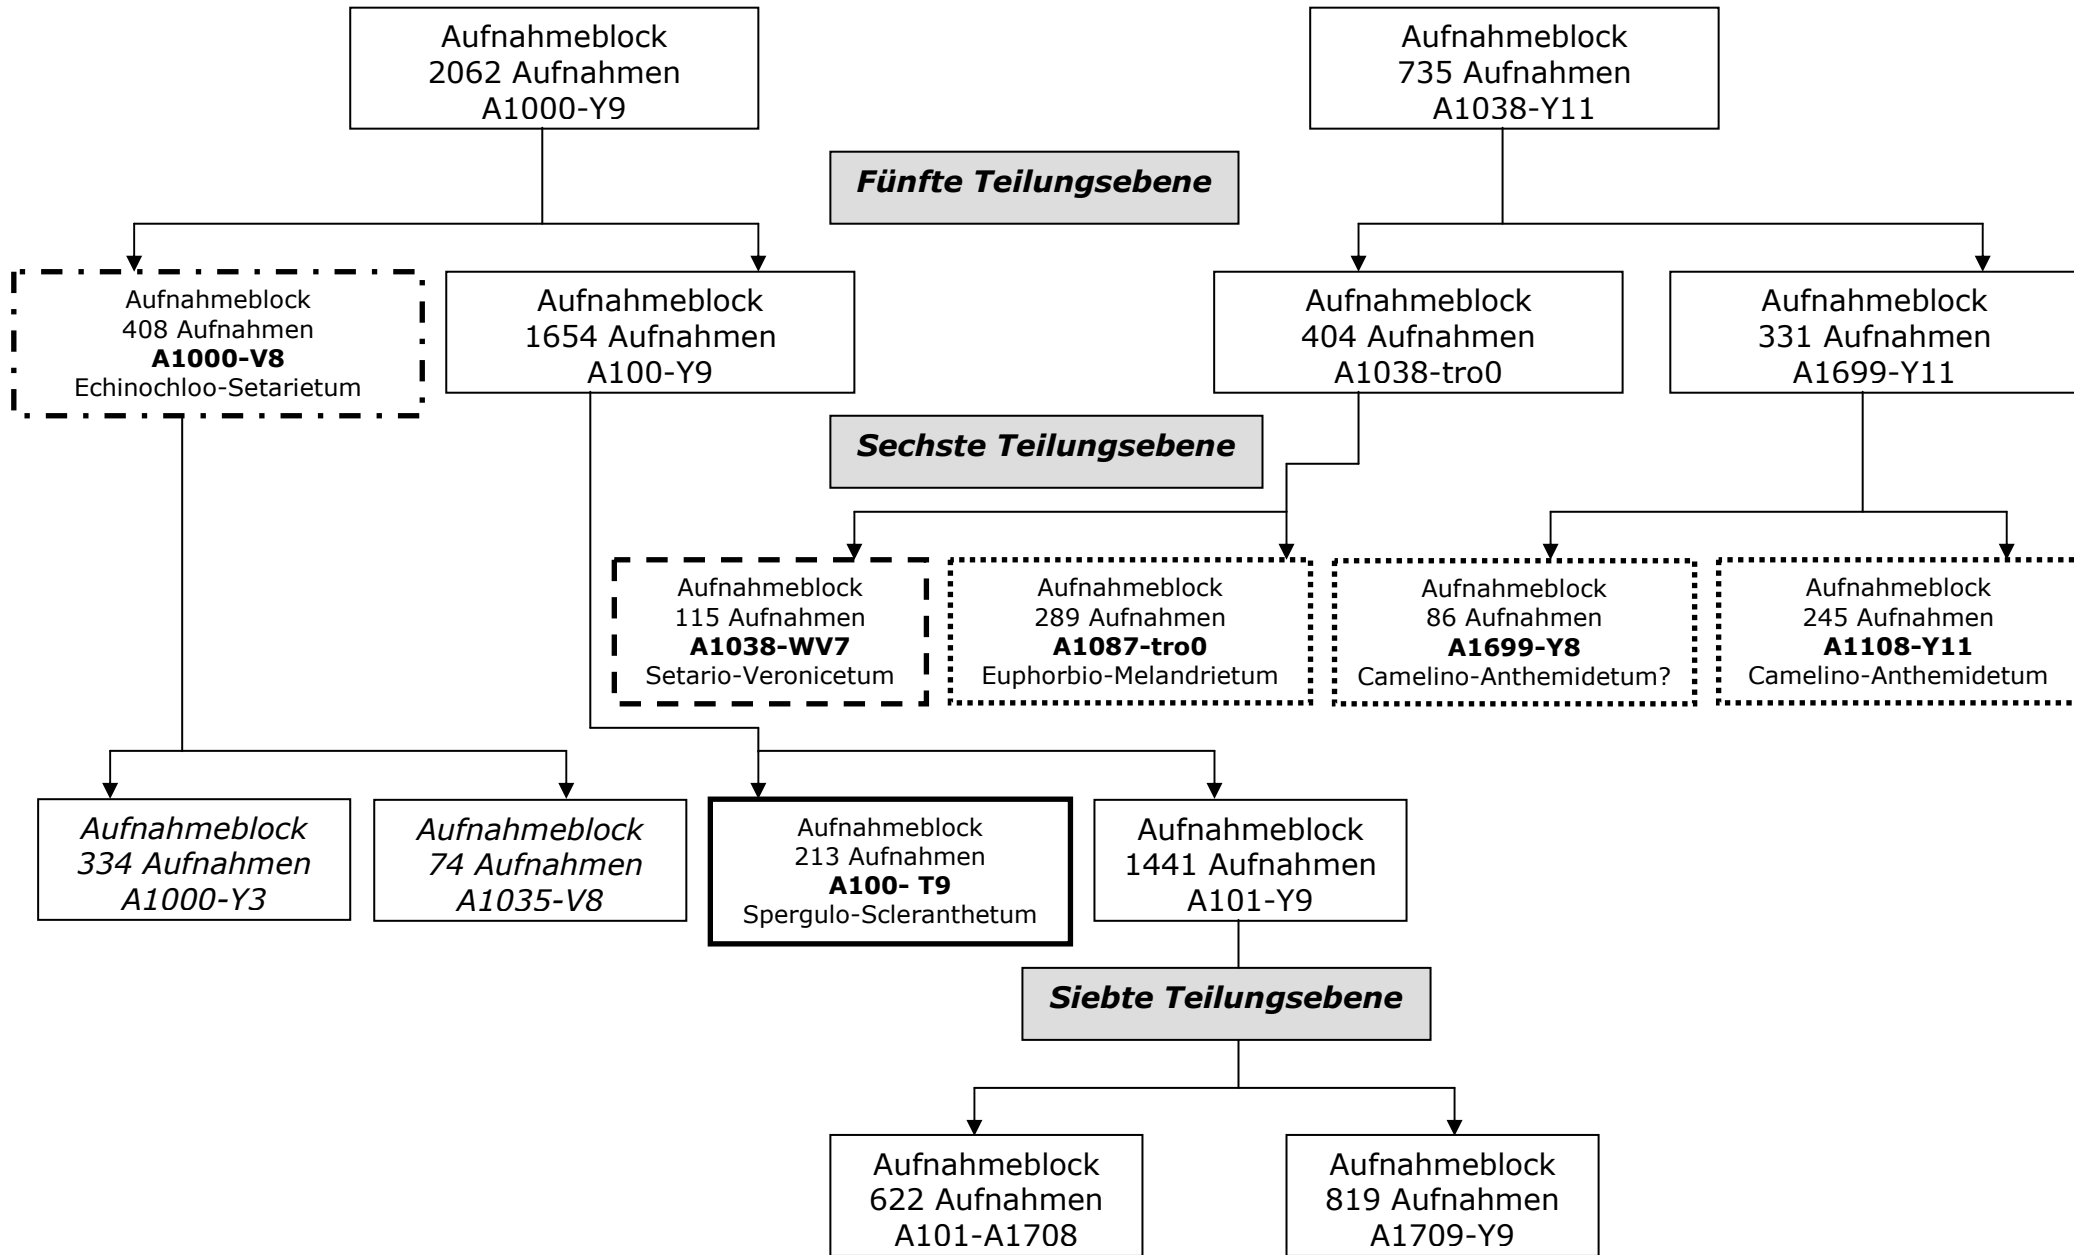 Aufnahmeblock
2062 Aufnahmen
A1000-Y9
Aufnahmeblock
735 Aufnahmen
A1038-Y11
Fünfte Teilungsebene
Aufnahmeblock
408 Aufnahmen
A1000-V8
Echinochloo-Setarietum
Aufnahmeblock
1654 Aufnahmen
A100-Y9
Aufnahmeblock
404 Aufnahmen
A1038-tro0
Aufnahmeblock
331 Aufnahmen
A1699-Y11
Sechste Teilungsebene
Aufnahmeblock
115 Aufnahmen
A1038-WV7
Setario-Veronicetum
Aufnahmeblock
289 Aufnahmen
A1087-tro0
Euphorbio-Melandrietum
Aufnahmeblock
86 Aufnahmen
A1699-Y8
Camelino-Anthemidetum?
Aufnahmeblock
245 Aufnahmen
A1108-Y11
Camelino-Anthemidetum
Aufnahmeblock
334 Aufnahmen
A1000-Y3
Aufnahmeblock
74 Aufnahmen
A1035-V8
Aufnahmeblock
213 Aufnahmen
A100- T9
Spergulo-Scleranthetum
Aufnahmeblock
1441 Aufnahmen
A101-Y9
Siebte Teilungsebene
Aufnahmeblock
622 Aufnahmen
A101-A1708
Aufnahmeblock
819 Aufnahmen
A1709-Y9